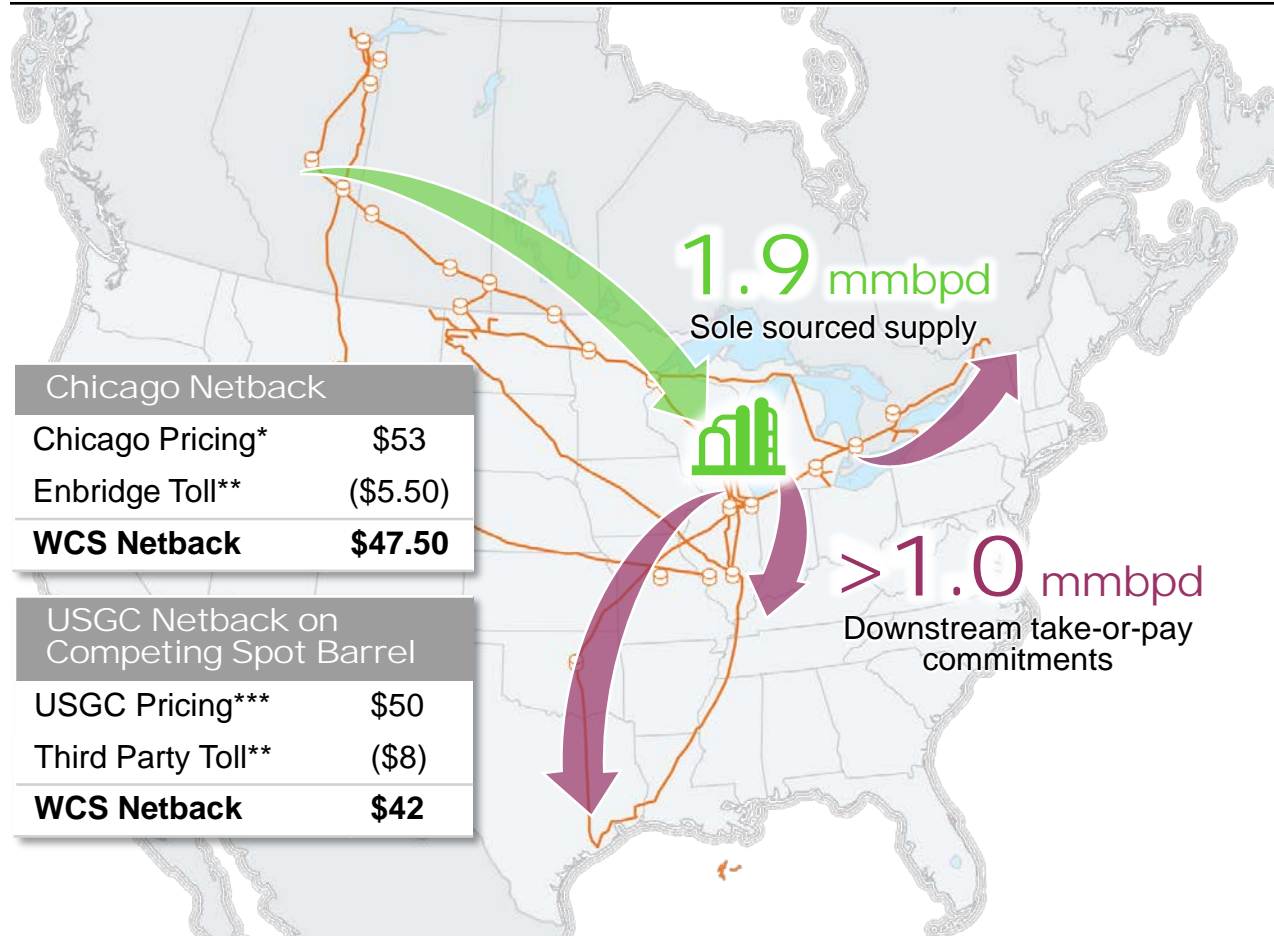 1.9 mmbpd
Sole sourced supply
Chicago Netback
Chicago Pricing* $53
Enbridge Toll** ($5.50)
WCS Netback $47.50
>1.0 mmbpd
Downstream take-or-pay
commitments
USGC Netback on
Competing Spot Barrel
USGC Pricing*** $50
Third Party Toll** ($8)
WCS Netback $42